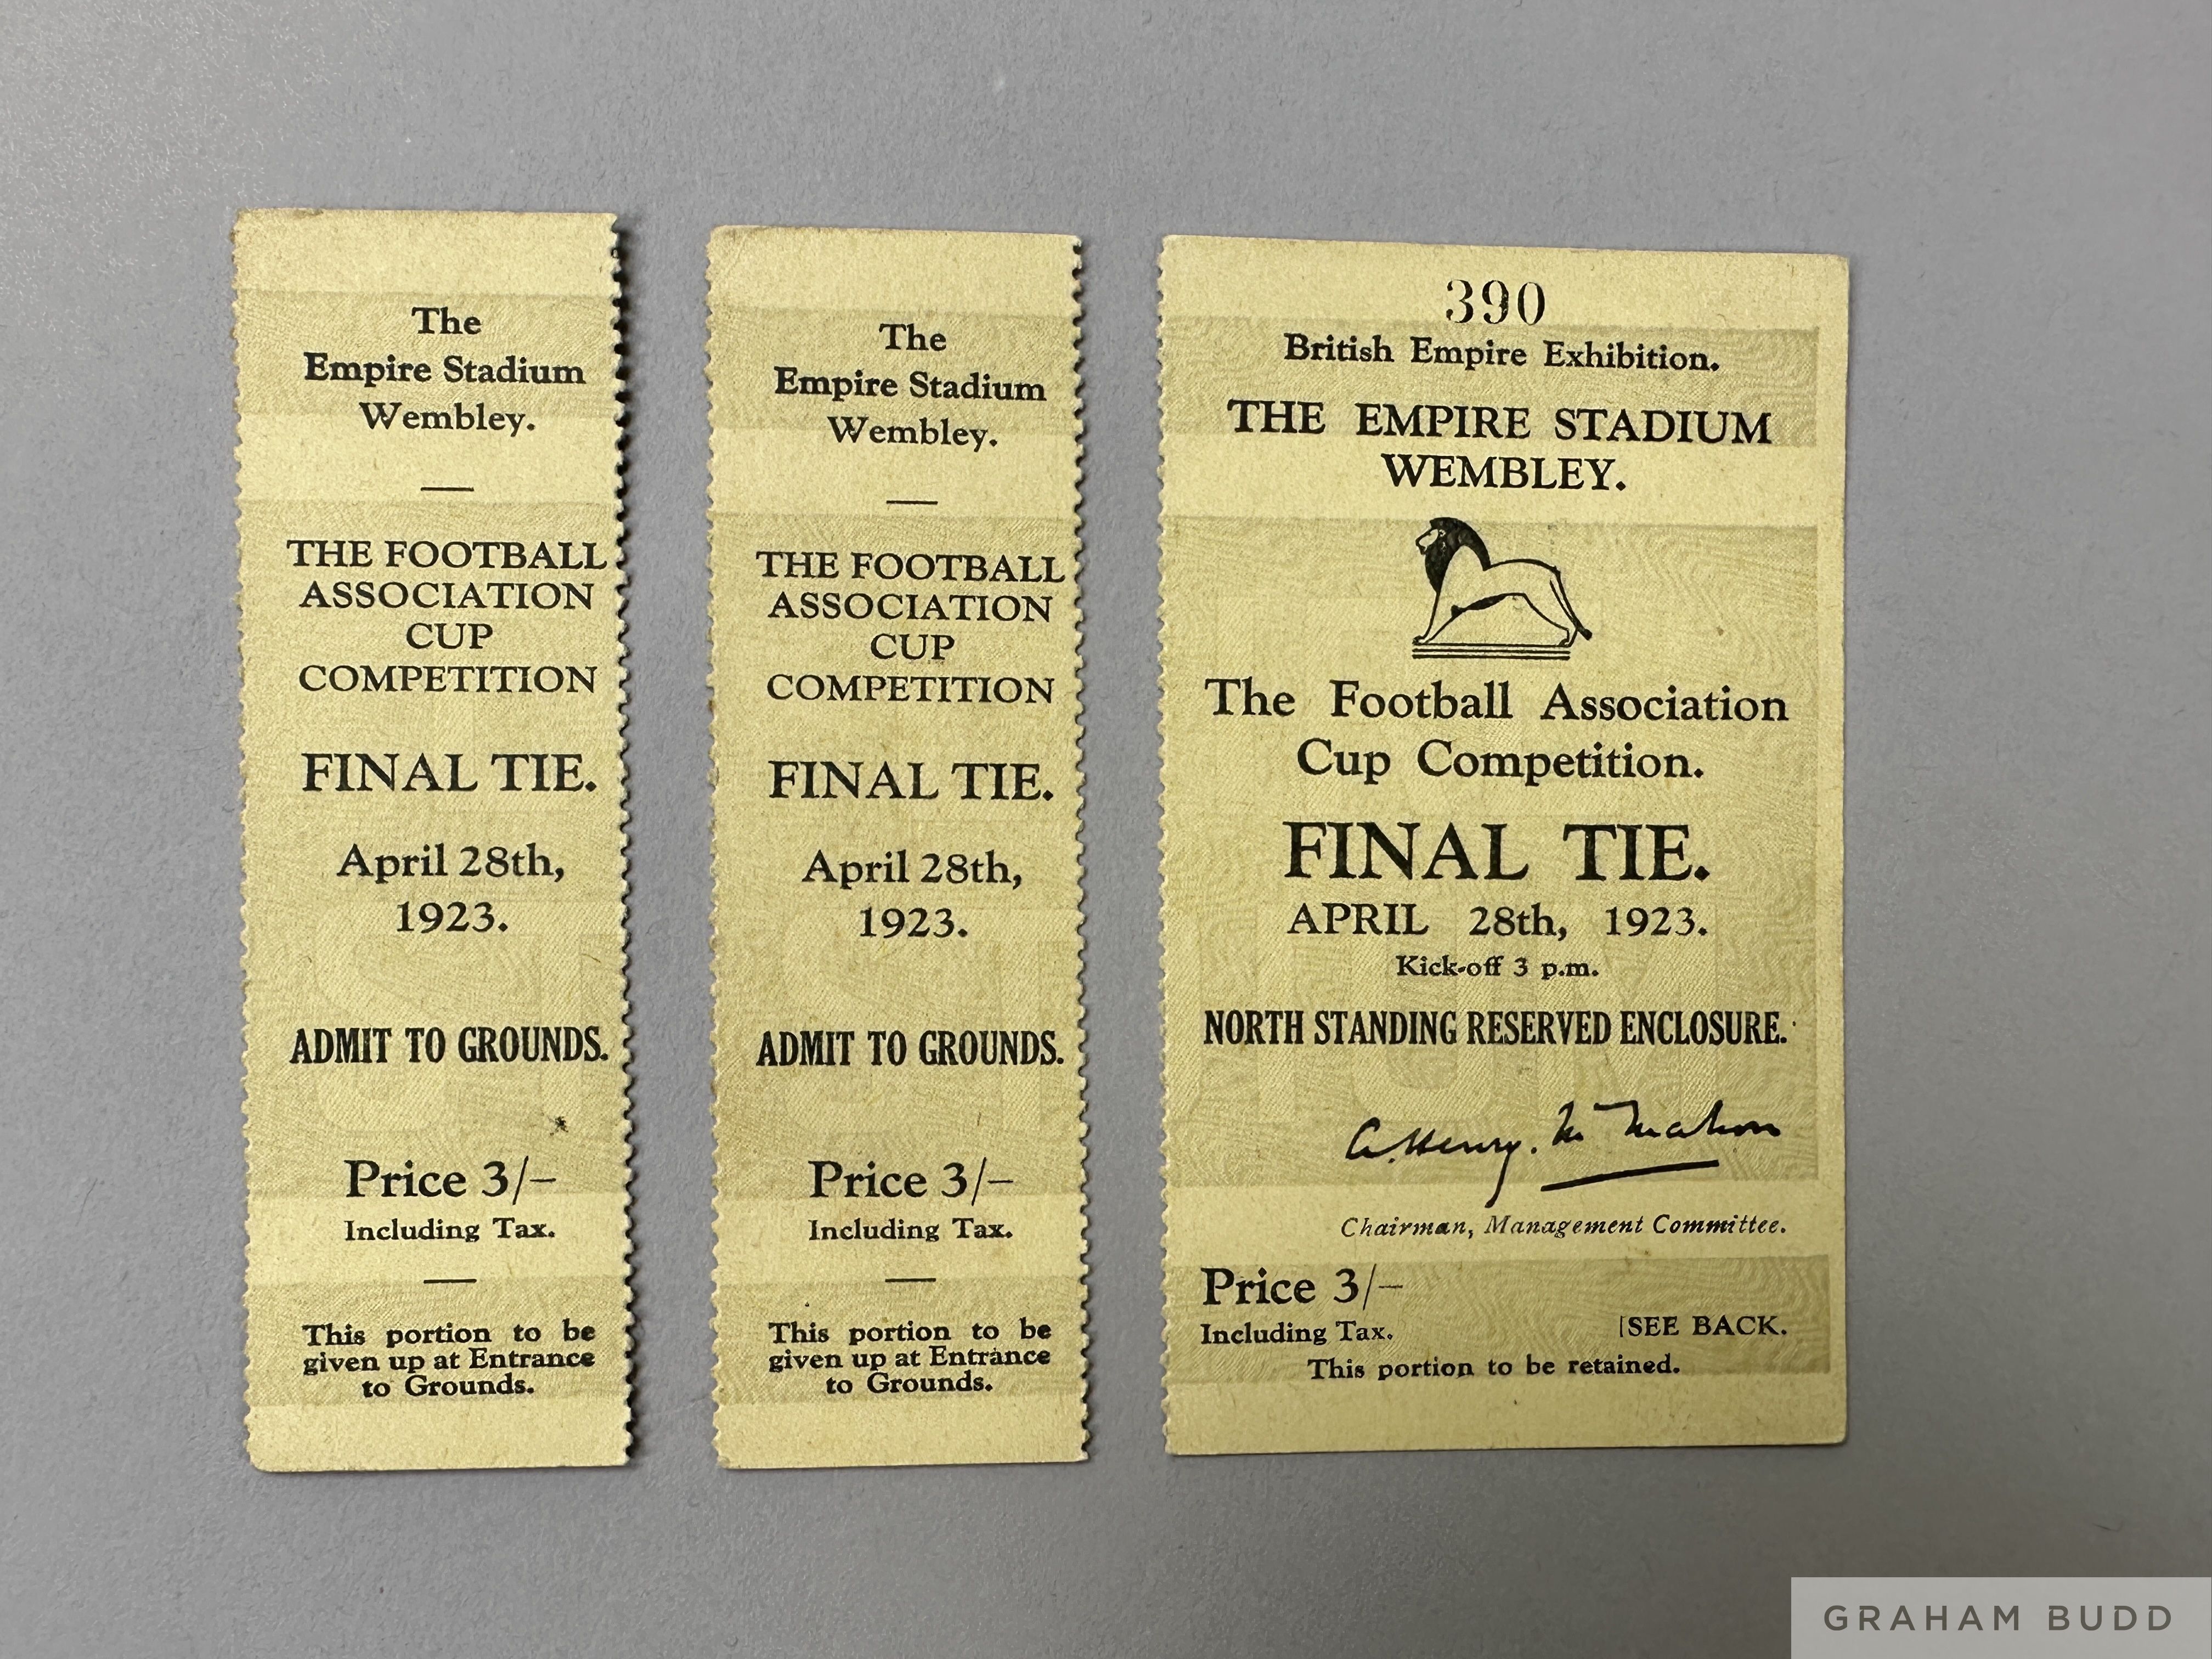 The
Empire Stadium
Wembley.
THE FOOTBALL
ASSOCIATION
CUP
COMPETITION
FINAL TIE.
April 28th,
1923.
ADMIT TO GROUNDS.
Price 3/–
Including Tax.
This portion to be
given up at Entrance
to Grounds.
The
Empire Stadium
Wembley.
THE FOOTBALL
ASSOCIATION
CUP
COMPETITION
FINAL TIE.
April 28th,
1923.
ADMIT TO GROUNDS.
Price 3/–
Including Tax.
This portion to be
given up at Entrance
to Grounds.
390
British Empire Exhibition.
THE EMPIRE STADIUM
WEMBLEY.
The Football Association
Cup Competition.
FINAL TIE.
APRIL 28th, 1923.
Kick-off 3 p.m.
NORTH STANDING RESERVED ENCLOSURE.
A. Henry. McMahon
Chairman, Management Committee.
Price 3/–
Including Tax.
[SEE BACK.
This portion to be retained.
GRAHAM BUDD